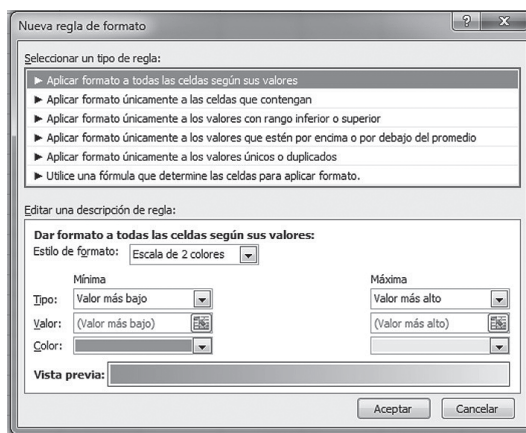 Nueva regla de formato
Seleccionar un tipo de regla:
► Aplicar formato a todas las celdas según sus valores
► Aplicar formato únicamente a las celdas que contengan
► Aplicar formato únicamente a los valores con rango inferior o superior
► Aplicar formato únicamente a los valores que estén por encima o por debajo del promedio
► Aplicar formato únicamente a los valores únicos o duplicados
► Utilice una fórmula que determine las celdas para aplicar formato.
Editar una descripción de regla:
Dar formato a todas las celdas según sus valores:
Estilo de formato: Escala de 2 colores
Mínima Máxima
Tipo: Valor más bajo Valor más alto
Valor: (Valor más bajo) (Valor más alto)
Color:
Vista previa:
Aceptar Cancelar